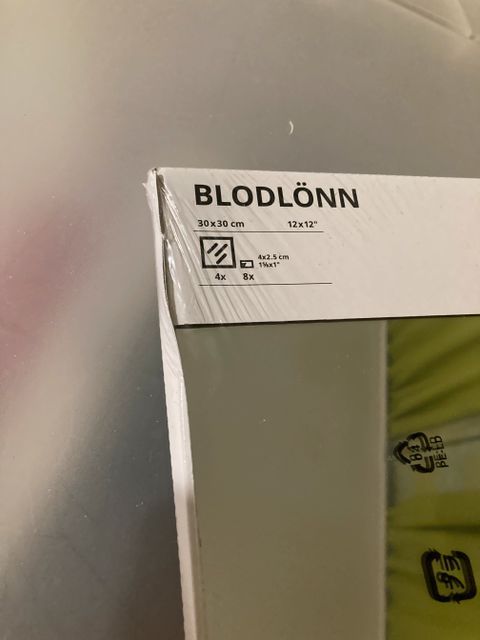 BLODLÖNN
30x30 cm 12x12"
4x2.5 cm
1⅝x1"
4x 8x